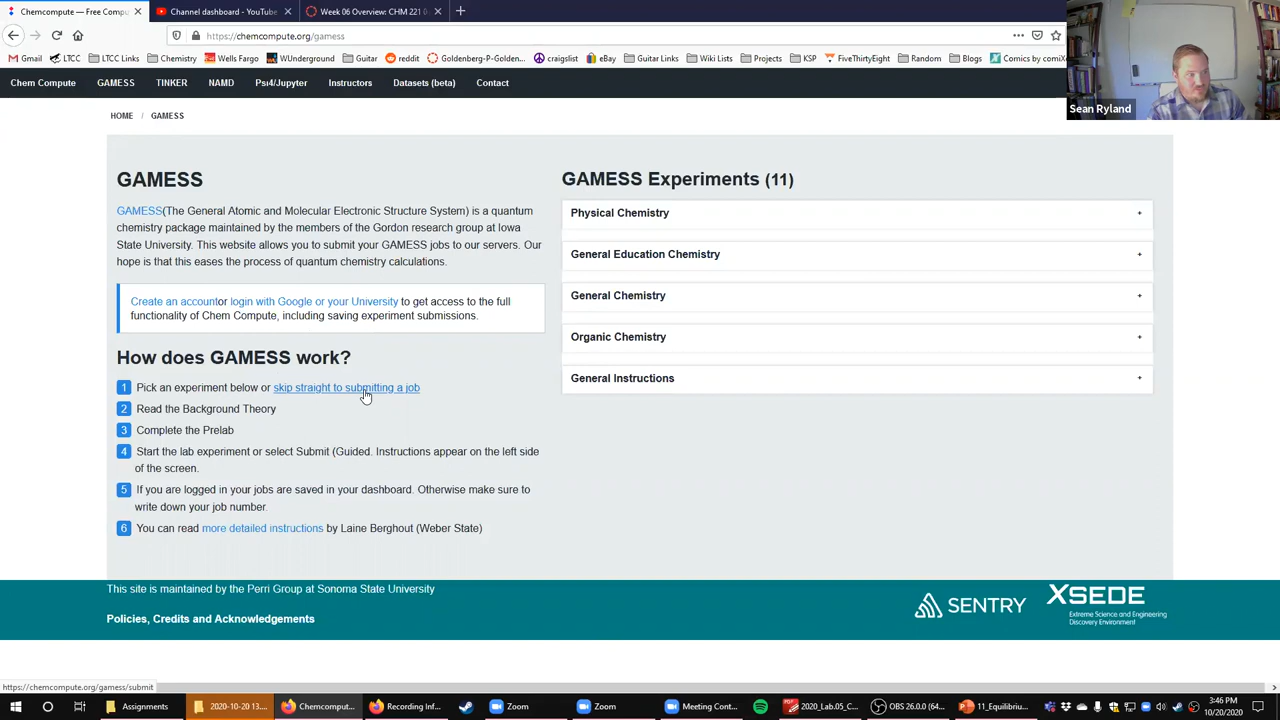 Chemcompute — Free Compu
Channel dashboard - YouTube
Week 06 Overview: CHM 221 0
https://chemcompute.org/gamess
Gmail
LTCC
LTCC Links
Chemistry
Wells Fargo
WUnderground
Guitar
reddit
Goldenberg-P-Golden...
craigslist
eBay
Guitar Links
Wiki Lists
Projects
KSP
FiveThirtyEight
Random
Blogs
Comics by comiX
Chem Compute
GAMESS
TINKER
NAMD
Psi4/Jupyter
Instructors
Datasets (beta)
Contact
Sean Ryland
HOME / GAMESS
GAMESS
GAMESS(The General Atomic and Molecular Electronic Structure System) is a quantum
chemistry package maintained by the members of the Gordon research group at Iowa
State University. This website allows you to submit your GAMESS jobs to our servers. Our
hope is that this eases the process of quantum chemistry calculations.
Create an accountor login with Google or your University to get access to the full
functionality of Chem Compute, including saving experiment submissions.
How does GAMESS work?
1 Pick an experiment below or skip straight to submitting a job
2 Read the Background Theory
3 Complete the Prelab
4 Start the lab experiment or select Submit (Guided. Instructions appear on the left side
of the screen.
5 If you are logged in your jobs are saved in your dashboard. Otherwise make sure to
write down your job number.
6 You can read more detailed instructions by Laine Berghout (Weber State)
GAMESS Experiments (11)
Physical Chemistry +
General Education Chemistry +
General Chemistry +
Organic Chemistry +
General Instructions +
This site is maintained by the Perri Group at Sonoma State University
Policies, Credits and Acknowledgements
SENTRY
XSEDE
Extreme Science and Engineering
Discovery Environment
https://chemcompute.org/gamess/submit
Assignments
2020-10-20 13....
Chemcomput...
Recording Inf...
Zoom
Zoom
Meeting Cont...
2020_Lab.05_C...
OBS 26.0.0 (64...
11_Equilibriu...
3:46 PM
10/20/2020